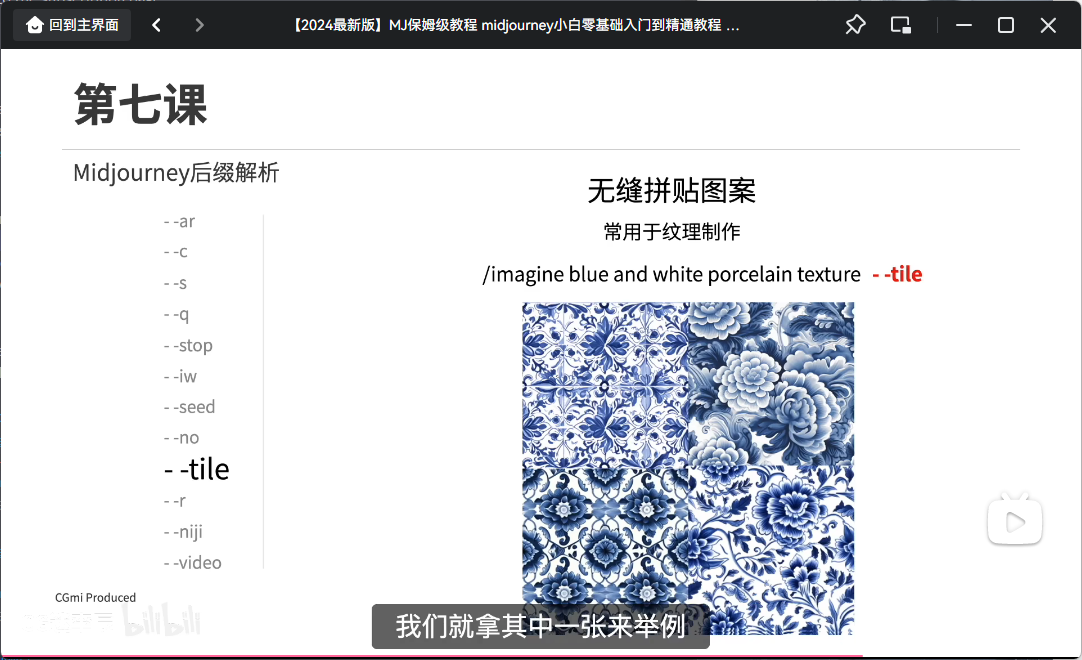 回到主界面
【2024最新版】MJ保姆级教程 midjourney小白零基础入门到精通教程 ...
第七课
Midjourney后缀解析
- -ar
- -c
- -s
- -q
- -stop
- -iw
- -seed
- -no
- -tile
- -r
- -niji
- -video
无缝拼贴图案
常用于纹理制作
/imagine blue and white porcelain texture - -tile
CGmi Produced
bilibili
我们就拿其中一张来举例